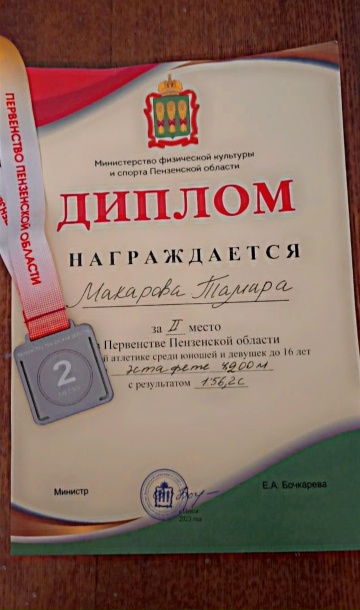 ПЕРВЕНСТВО ПЕНЗЕНСКОЙ ОБЛАСТИ
Министерство физической культуры
и спорта Пензенской области
ДИПЛОМ
НАГРАЖДАЕТСЯ
Макарова Тамара
за II место
Первенстве Пензенской области
атлетике среди юношей и девушек до 16 лет
эстафете
с результатом 1:56,2с
2
Министр
Е.А. Бочкарева